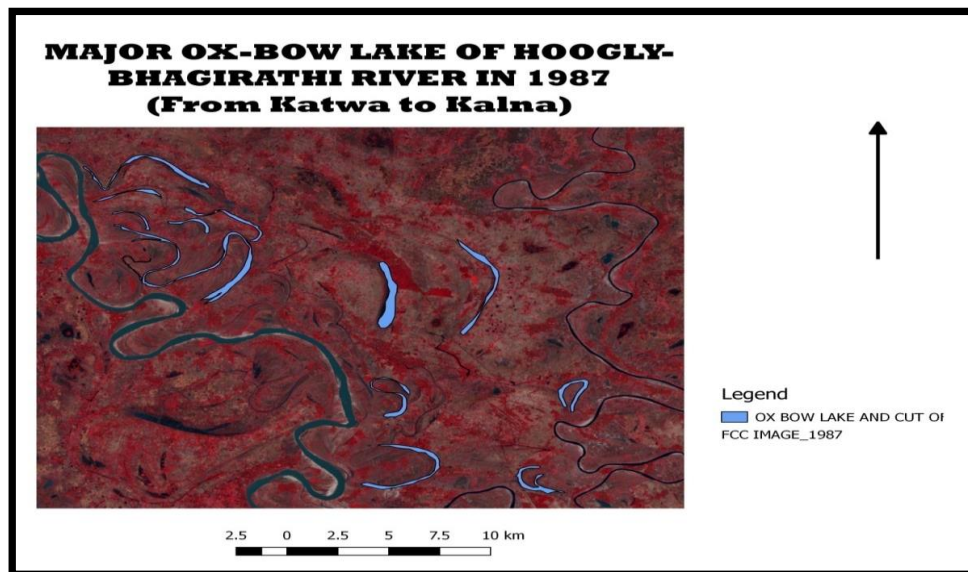 MAJOR OX-BOW LAKE OF HOOGLY-
BHAGIRATHI RIVER IN 1987
(From Katwa to Kalna)
Legend
OX BOW LAKE AND CUT OF
FCC IMAGE_1987
2.5 0 2.5 5 7.5 10 km